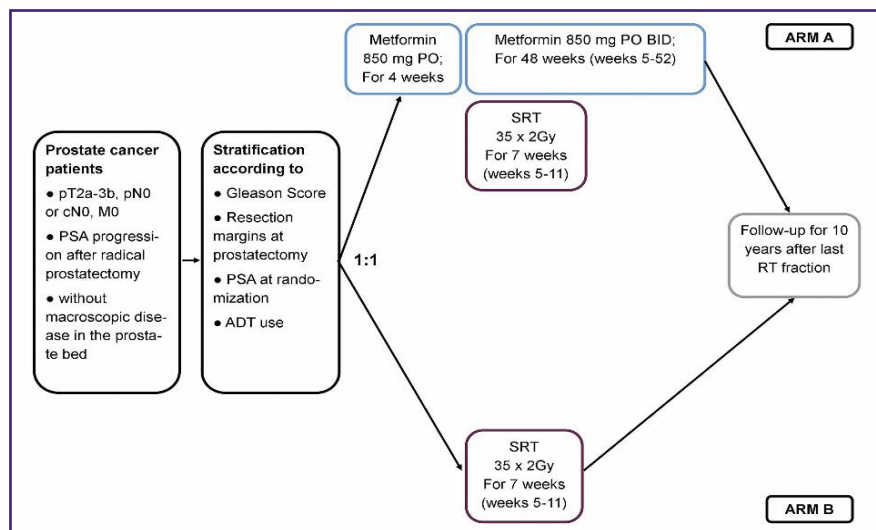 Prostate cancer
patients
● pT2a-3b, pN0
or cN0, M0
● PSA progressi-
on after radical
prostatectomy
● without
macroscopic dise-
ase in the prosta-
te bed
Stratification
according to
● Gleason Score
● Resection
margins at
prostatectomy
● PSA at rando-
mization
● ADT use
1:1
Metformin
850 mg PO;
For 4 weeks
Metformin 850 mg PO BID;
For 48 weeks (weeks 5-52)
ARM A
SRT
35 x 2Gy
For 7 weeks
(weeks 5-11)
Follow-up for 10
years after last
RT fraction
SRT
35 x 2Gy
For 7 weeks
(weeks 5-11)
ARM B